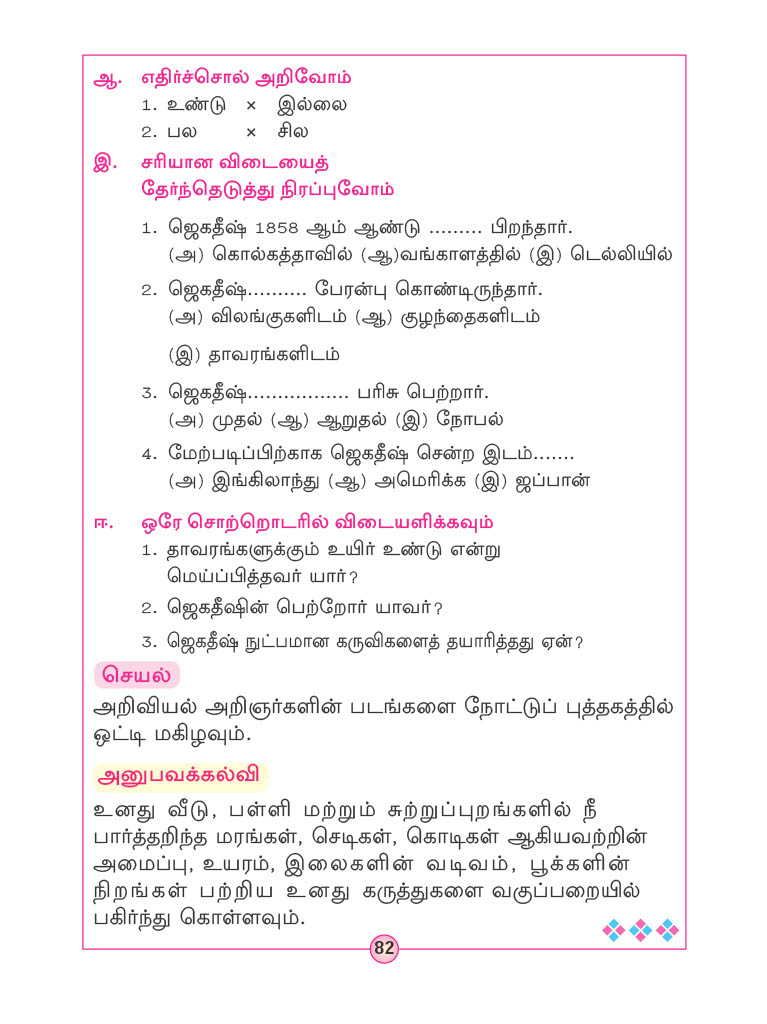 ஆ. எதிர்ச்சொல் அறிவோம்
1. உண்டு × இல்லை
2. பல × சில
இ. சரியான விடையைத்
தேர்ந்தெடுத்து நிரப்புவோம்
1. ஜெகதீஷ் 1858 ஆம் ஆண்டு ......... பிறந்தார்.
(அ) கொல்கத்தாவில் (ஆ)வங்காளத்தில் (இ) டெல்லியில்
2. ஜெகதீஷ்.......... பேரன்பு கொண்டிருந்தார்.
(அ) விலங்குகளிடம் (ஆ) குழந்தைகளிடம்
(இ) தாவரங்களிடம்
3. ஜெகதீஷ்................. பரிசு பெற்றார்.
(அ) முதல் (ஆ) ஆறுதல் (இ) நோபல்
4. மேற்படிப்பிற்காக ஜெகதீஷ் சென்ற இடம்.......
(அ) இங்கிலாந்து (ஆ) அமெரிக்க (இ) ஜப்பான்
ஈ. ஒரே சொற்றொடரில் விடையளிக்கவும்
1. தாவரங்களுக்கும் உயிர் உண்டு என்று
மெய்ப்பித்தவர் யார்?
2. ஜெகதீஷின் பெற்றோர் யாவர்?
3. ஜெகதீஷ் நுட்பமான கருவிகளைத் தயாரித்தது ஏன்?
செயல்
அறிவியல் அறிஞர்களின் படங்களை நோட்டுப் புத்தகத்தில்
ஒட்டி மகிழவும்.
அனுபவக்கல்வி
உனது வீடு, பள்ளி மற்றும் சுற்றுப்புறங்களில் நீ
பார்த்தறிந்த மரங்கள், செடிகள், கொடிகள் ஆகியவற்றின்
அமைப்பு, உயரம், இலைகளின் வடிவம், பூக்களின்
நிறங்கள் பற்றிய உனது கருத்துகளை வகுப்பறையில்
பகிர்ந்து கொள்ளவும்.
82